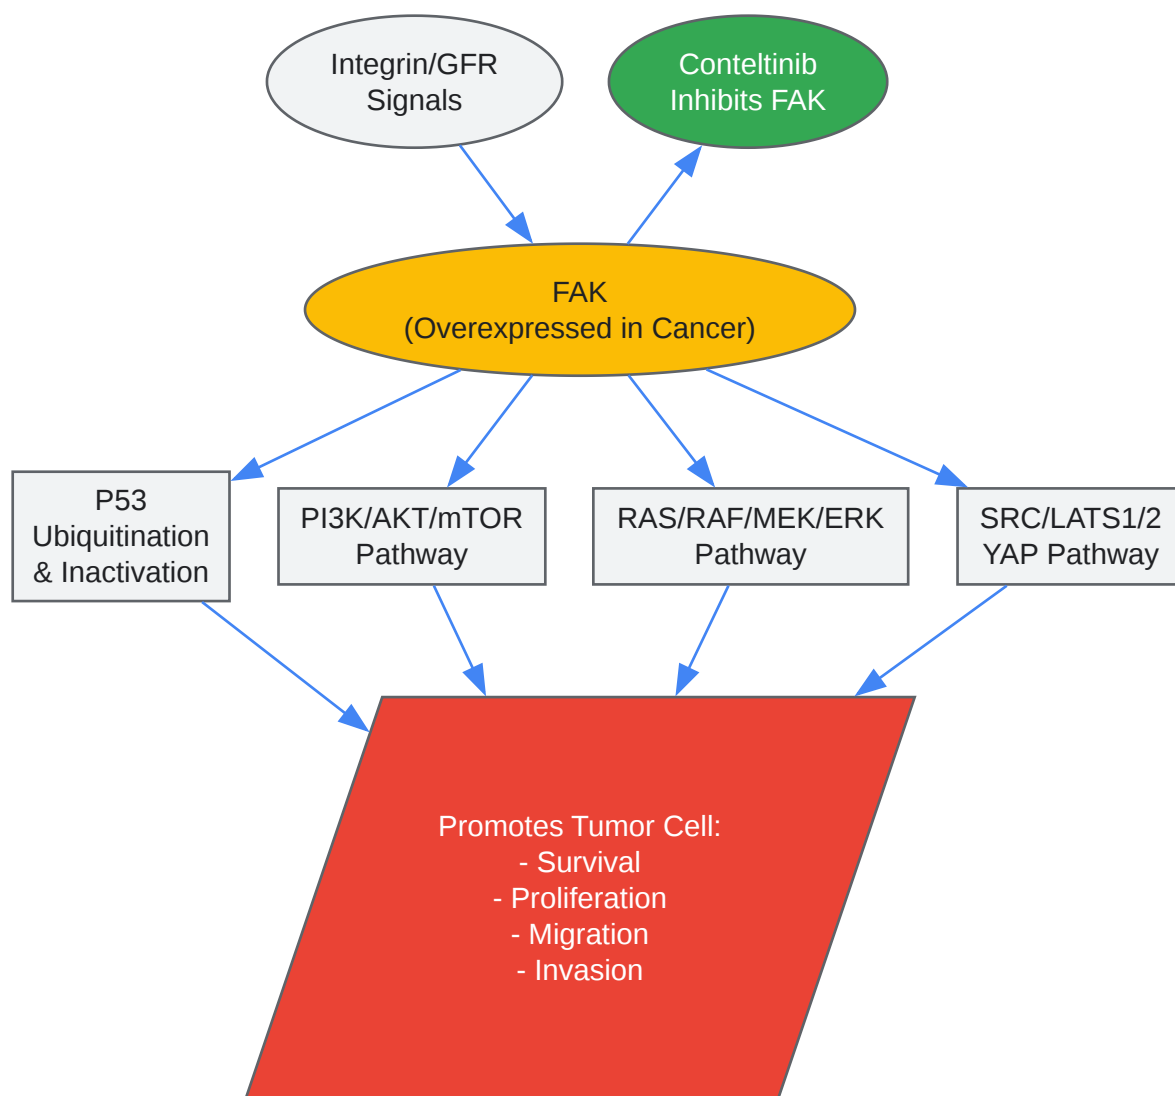 Integrin/GFR
Signals
Conteltinib
Inhibits FAK
FAK
(Overexpressed in Cancer)
P53
Ubiquitination
& Inactivation
PI3K/AKT/mTOR
Pathway
RAS/RAF/MEK/ERK
Pathway
SRC/LATS1/2
YAP Pathway
Promotes Tumor Cell:
- Survival
- Proliferation
- Migration
- Invasion